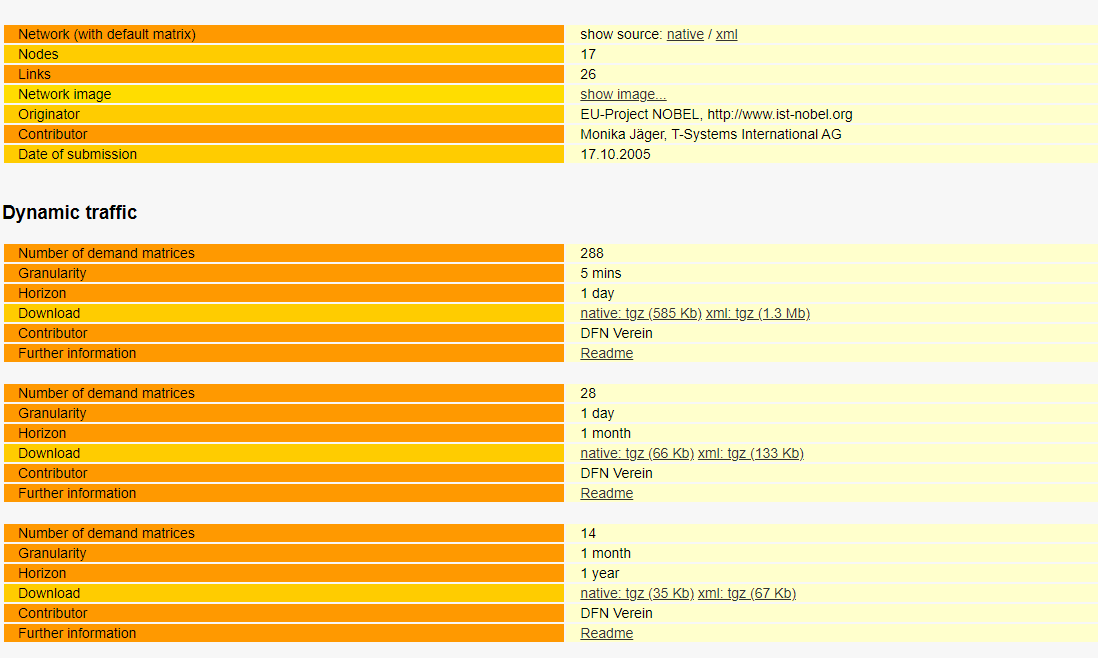 Network (with default matrix) show source: native / xml
Nodes 17
Links 26
Network image show image...
Originator EU-Project NOBEL, http://www.ist-nobel.org
Contributor Monika Jäger, T-Systems International AG
Date of submission 17.10.2005
Dynamic traffic
Number of demand matrices 288
Granularity 5 mins
Horizon 1 day
Download native: tgz (585 Kb) xml: tgz (1.3 Mb)
Contributor DFN Verein
Further information Readme
Number of demand matrices 28
Granularity 1 day
Horizon 1 month
Download native: tgz (66 Kb) xml: tgz (133 Kb)
Contributor DFN Verein
Further information Readme
Number of demand matrices 14
Granularity 1 month
Horizon 1 year
Download native: tgz (35 Kb) xml: tgz (67 Kb)
Contributor DFN Verein
Further information Readme